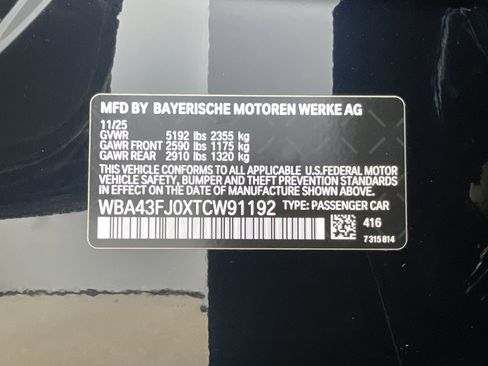 MFD BY BAYERISCHE MOTOREN WERKE AG
11/25
GVWR 5192 lbs 2355 kg
GAWR FRONT 2590 lbs 1175 kg
GAWR REAR 2910 lbs 1320 kg
THIS VEHICLE CONFORMS TO ALL APPLICABLE U.S.FEDERAL MOTOR
VEHICLE SAFETY, BUMPER, AND THEFT PREVENTION
STANDARDS IN EFFECT ON THE DATE OF MANUFACTURE SHOWN ABOVE.
WBA43FJ0XTCW91192 TYPE: PASSENGER CAR
416
7315814